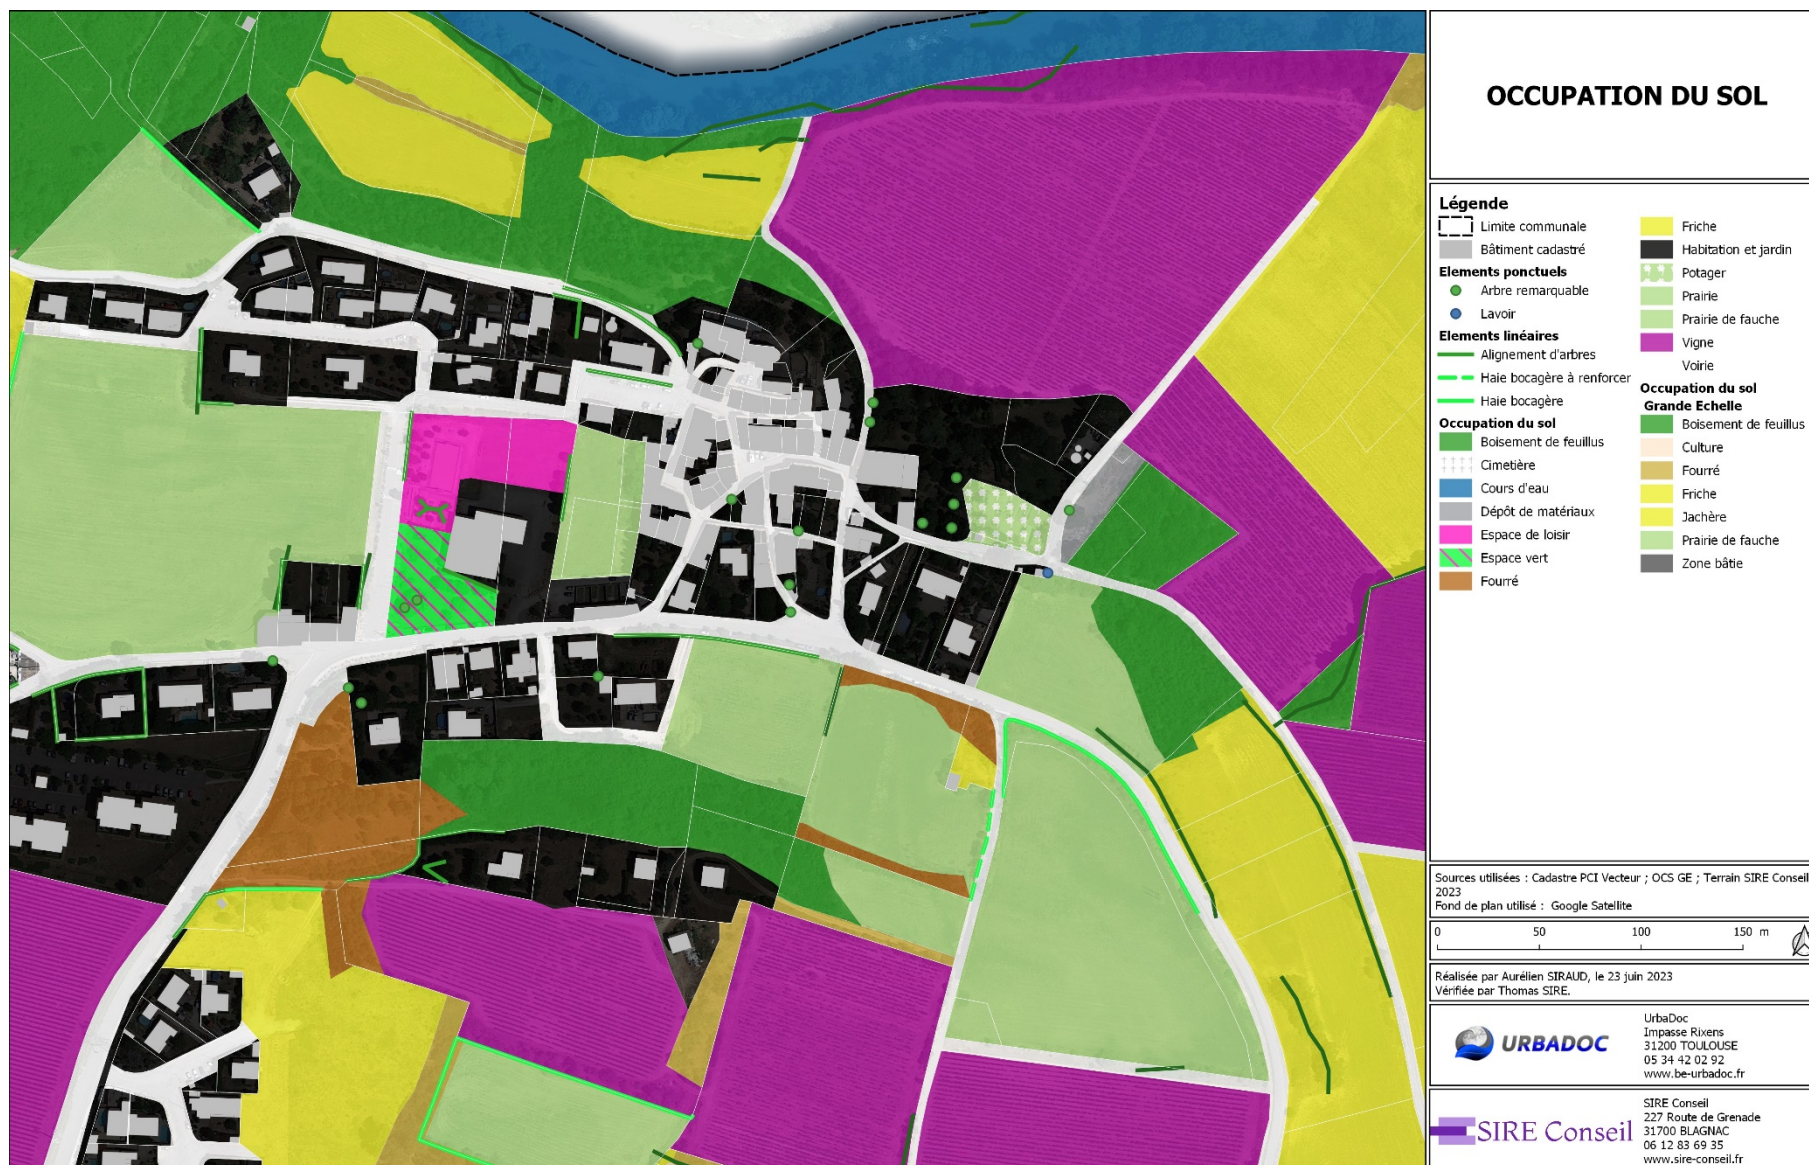 OCCUPATION DU SOL
Légende
Limite communale
Bâtiment cadastré
Elements ponctuels
Arbre remarquable
Lavoir
Elements linéaires
Alignement d'arbres
Haie bocagère à renforcer
Haie bocagère
Occupation du sol
Boisement de feuillus
Cimetière
Cours d'eau
Dépôt de matériaux
Espace de loisir
Espace vert
Fourré
Friche
Habitation et jardin
Potager
Prairie
Prairie de fauche
Vigne
Voirie
Occupation du sol
Grande Echelle
Boisement de feuillus
Culture
Fourré
Friche
Jachère
Prairie de fauche
Zone bâtie
Sources utilisées : Cadastre PCI Vecteur ; OCS GE ; Terrain SIRE Conseil
2023
Fond de plan utilisé : Google Satellite
0 50 100 150 m
Réalisée par Aurélien SIRAUD, le 23 juin 2023
Vérifiée par Thomas SIRE.
URBADOC
UrbaDoc
Impasse Rixens
31200 TOULOUSE
05 34 42 02 92
www.be-urbadoc.fr
SIRE Conseil
SIRE Conseil
227 Route de Grenade
31700 BLAGNAC
06 12 83 69 35
www.sire-conseil.fr